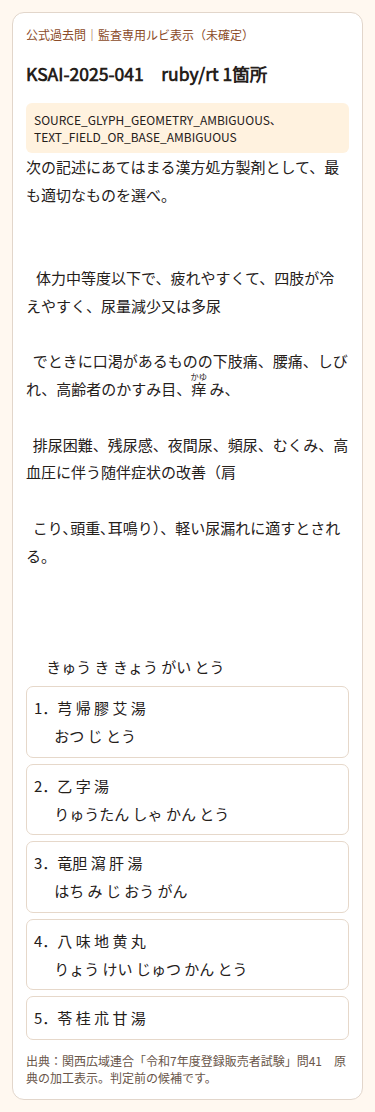 公式過去問｜監査専用ルビ表示（未確定）
KSAI-2025-041　ruby/rt 1箇所
SOURCE_GLYPH_GEOMETRY_AMBIGUOUS、
TEXT_FIELD_OR_BASE_AMBIGUOUS
次の記述にあてはまる漢方処方製剤として、最
も適切なものを選べ。
体力中等度以下で、疲れやすくて、四肢が冷
えやすく、尿量減少又は多尿
でときに口渇があるものの下肢痛、腰痛、しび
かゆ
れ、高齢者のかすみ目、痒 み、
排尿困難、残尿感、夜間尿、頻尿、むくみ、高
血圧に伴う随伴症状の改善（肩
こり､頭重､耳鳴り）、軽い尿漏れに適すとされ
る。
きゅう き きょう がい とう
1．芎 帰 膠 艾 湯
おつ じ とう
2．乙 字 湯
りゅうたん しゃ かん とう
3．竜胆 瀉 肝 湯
はち み じ おう がん
4．八 味 地 黄 丸
りょう けい じゅつ かん とう
5．苓 桂 朮 甘 湯
出典：関西広域連合「令和7年度登録販売者試験」問41　原
典の加工表示。判定前の候補です。